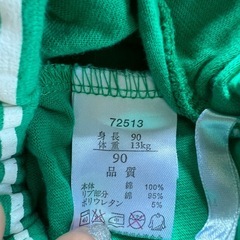 72513
身長 90
体重 13kg
90
品質
本体 綿 100%
リブ部分 綿 95%
ポリウレタン 5%